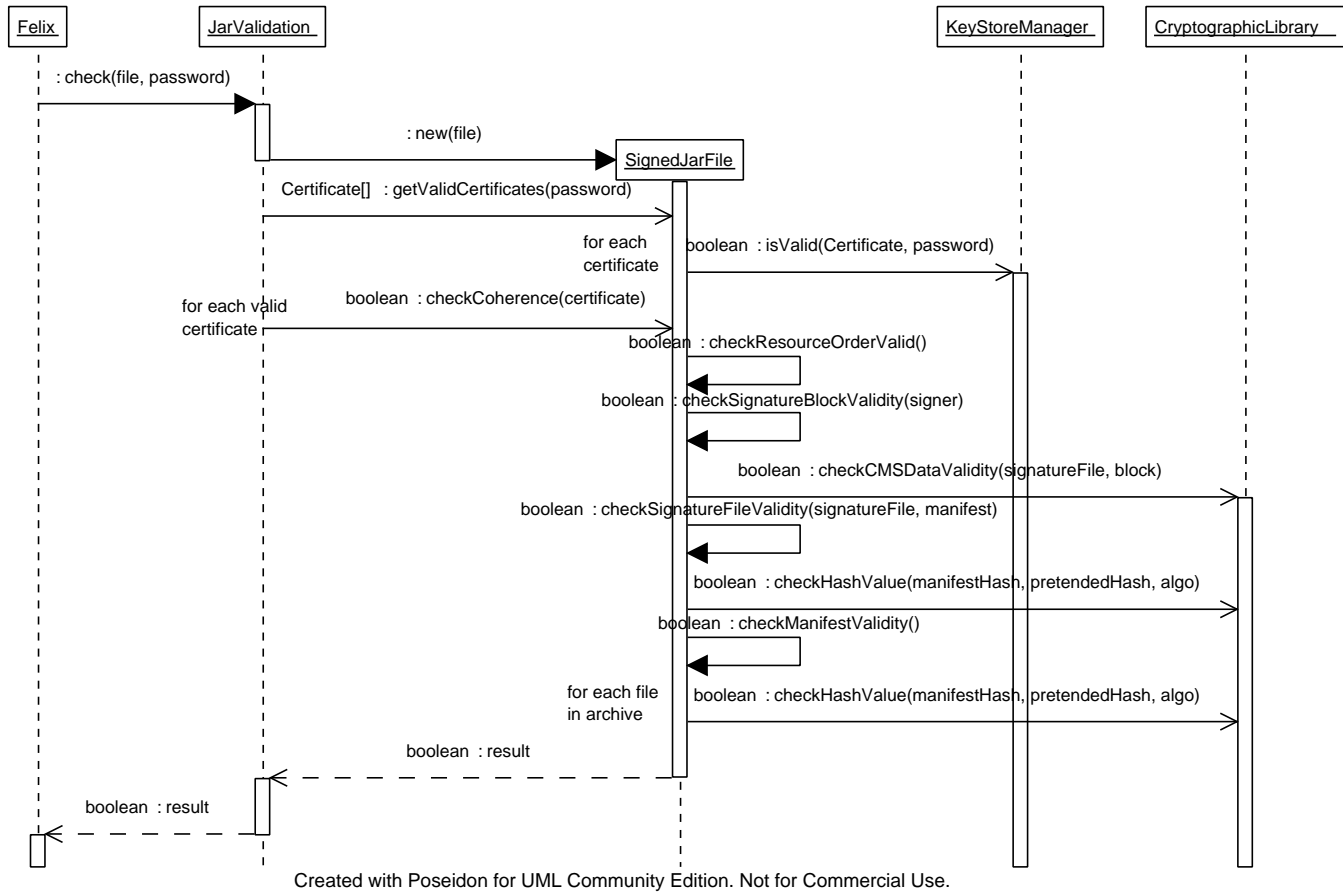 Felix
JarValidation
KeyStoreManager
CryptographicLibrary
: check(file, password)
: new(file)
SignedJarFile
Certificate[] : getValidCertificates(password)
for each
certificate
boolean : isValid(Certificate, password)
for each valid
certificate
boolean : checkCoherence(certificate)
boolean : checkResourceOrderValid()
boolean : checkSignatureBlockValidity(signer)
boolean : checkCMSDataValidity(signatureFile, block)
boolean : checkSignatureFileValidity(signatureFile, manifest)
boolean : checkHashValue(manifestHash, pretendedHash, algo)
boolean : checkManifestValidity()
for each file
in archive
boolean : checkHashValue(manifestHash, pretendedHash, algo)
boolean : result
boolean : result
Created with Poseidon for UML Community Edition. Not for Commercial Use.